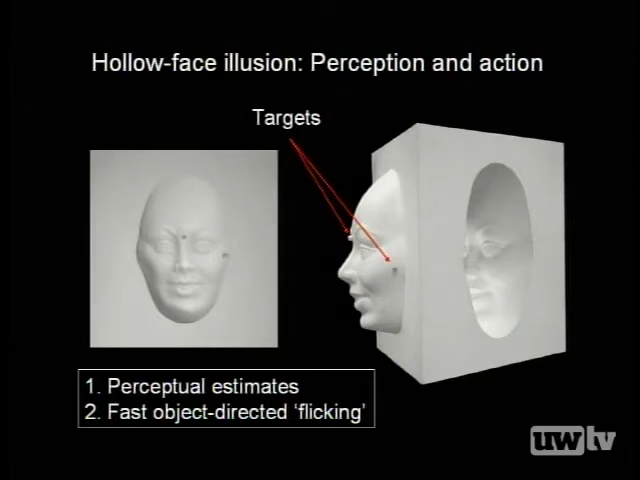 Hollow-face illusion: Perception and action
Targets
1. Perceptual estimates
2. Fast object-directed ‘flicking’
uwtv